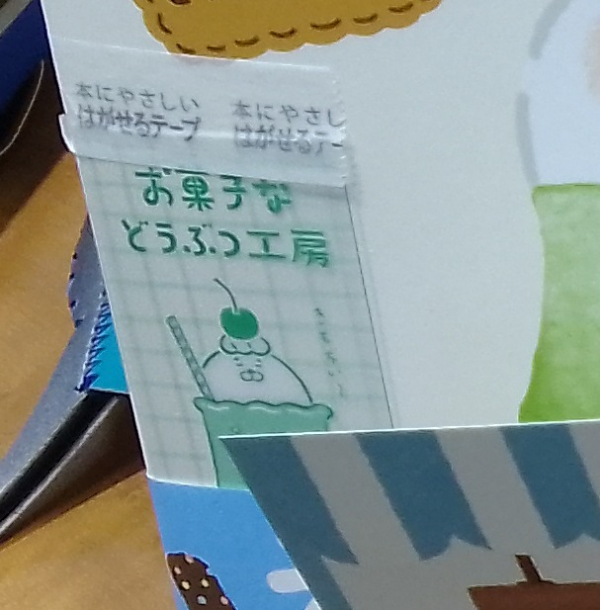 本にやさしい 本にやさし
はがせるテープ はがせるテー
お菓子な
どうぶつ工房